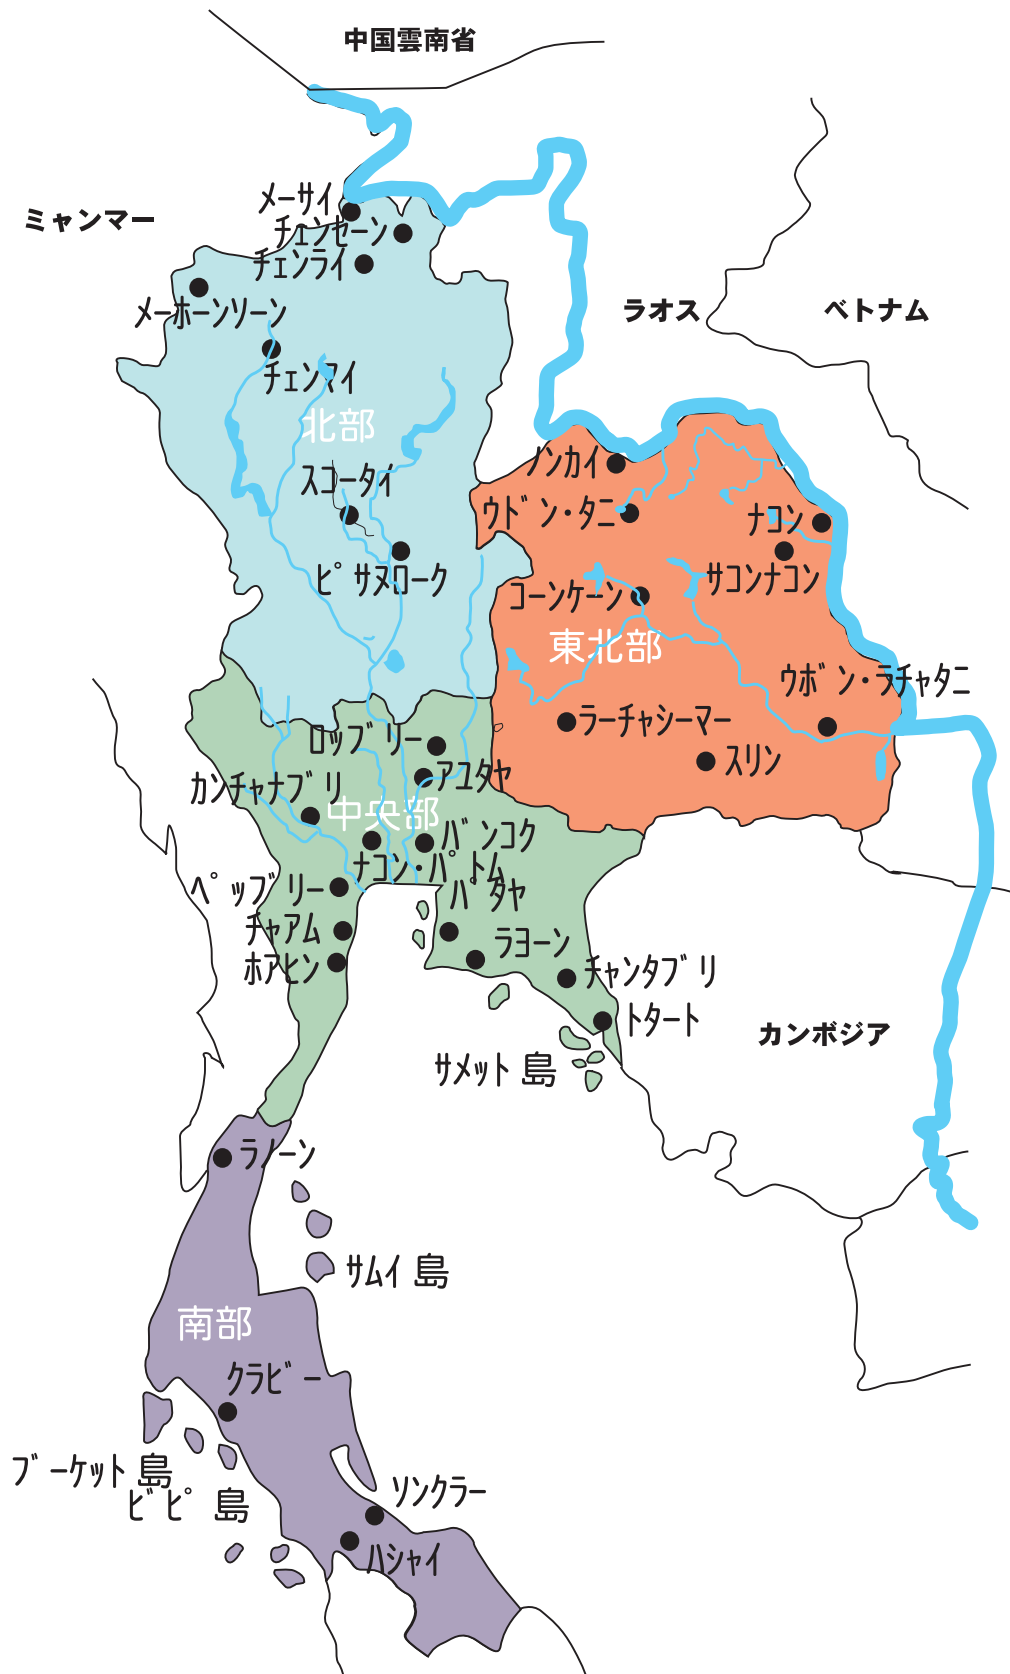 中国雲南省
ミャンマー
メーサイ
チェンセーン
チェンライ
メーホーンソーン
チェンマイ
ラオス
ベトナム
北部
スコータイ
ピサヌローク
ノンカイ
ウドン・タニ
ナコン
サコンナコン
コーンケーン
東北部
ウボン・ラチャタニ
ラーチャシーマー
スリン
ロッブリー
アユタヤ
カンチャナブリ
中央部
バンコク
ナコン・パトム
ペッブリー
パタヤ
チャアム
ラヨーン
ホアヒン
チャンタブリ
トタート
カンボジア
サメット島
ラノーン
サムイ島
南部
クラビー
ブーケット島
ビピ島
ソンクラー
ハシャイ